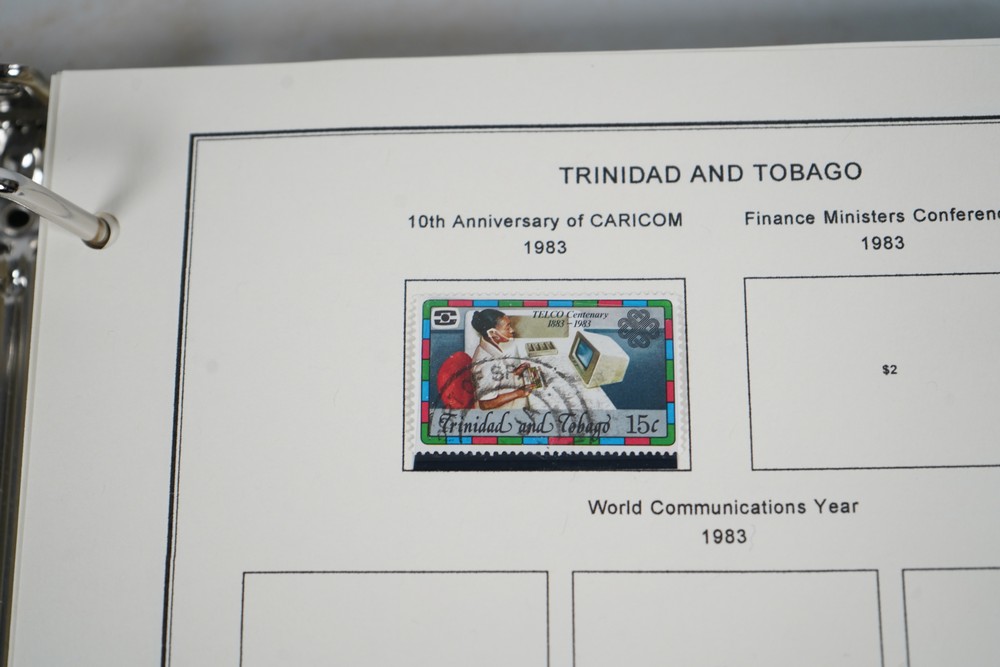 TRINIDAD AND TOBAGO
10th Anniversary of CARICOM
1983
Finance Ministers Conferenc
1983
TELCO Centenary
1883-1983
Trinidad and Tobago 15c
$2
World Communications Year
1983